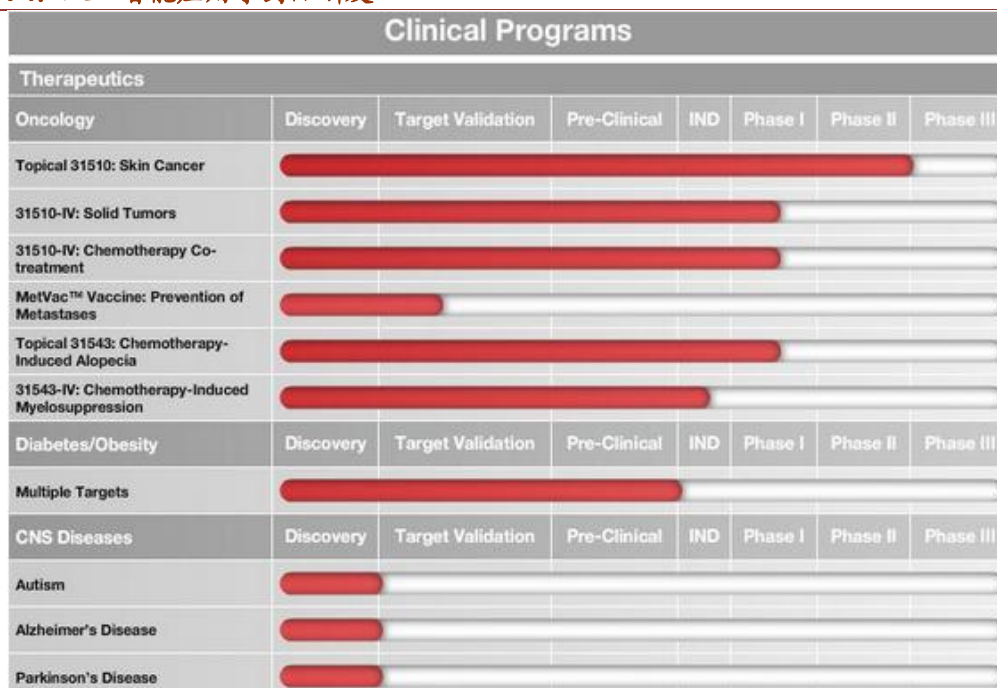 Clinical Programs
Therapeutics
Oncology Discovery Target Validation Pre-Clinical IND Phase I Phase II Phase III
Topical 31510: Skin Cancer
31510-IV: Solid Tumors
31510-IV: Chemotherapy Co-
treatment
MetVac™ Vaccine: Prevention of
Metastases
Topical 31543: Chemotherapy-
Induced Alopecia
31543-IV: Chemotherapy-Induced
Myelosuppression
Diabetes/Obesity Discovery Target Validation Pre-Clinical IND Phase I Phase II Phase III
Multiple Targets
CNS Diseases Discovery Target Validation Pre-Clinical IND Phase I Phase II Phase III
Autism
Alzheimer's Disease
Parkinson's Disease